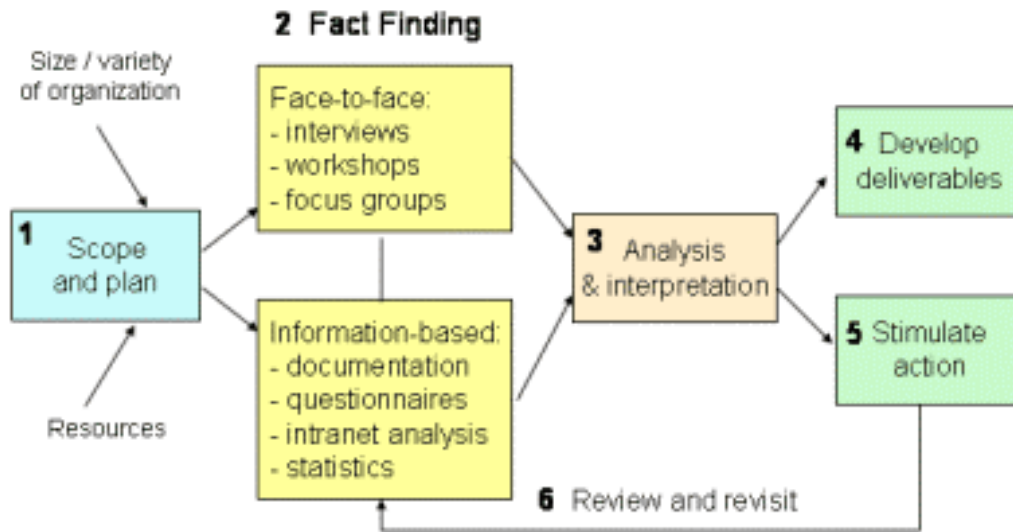 2 Fact Finding
Size / variety
of organization
1 Scope
and plan
Resources
Face-to-face:
- interviews
- workshops
- focus groups
Information-based:
- documentation
- questionnaires
- intranet analysis
- statistics
3 Analysis
& interpretation
4 Develop
deliverables
5 Stimulate
action
6 Review and revisit